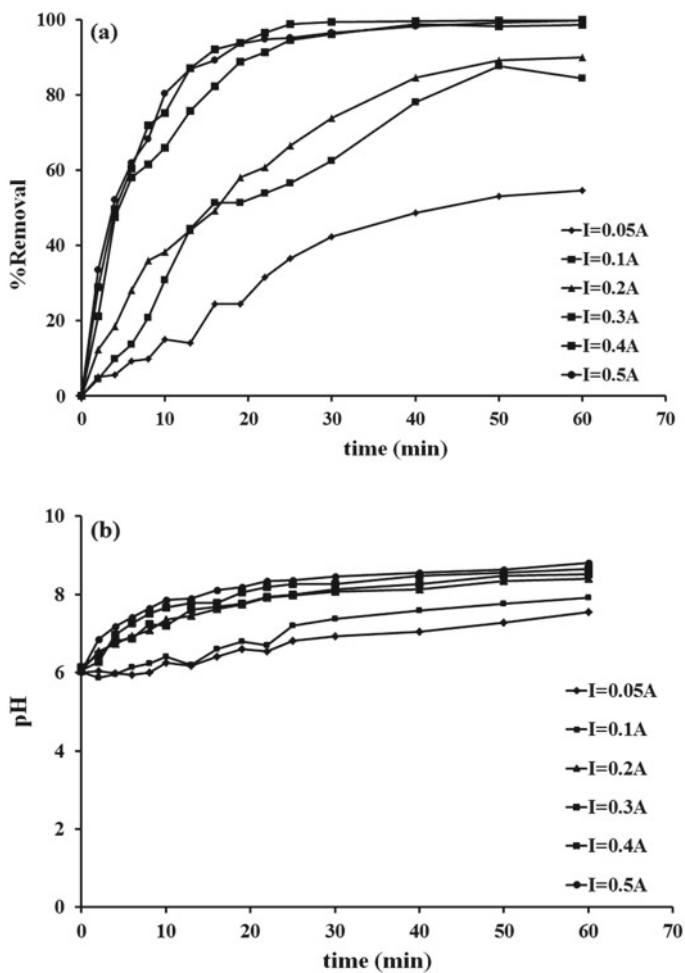 (a)
100
80
60
40
20
0
%Removal
I=0.05A
I=0.1A
I=0.2A
I=0.3A
I=0.4A
I=0.5A
0 10 20 30 40 50 60 70
time (min)
(b)
10
8
6
4
2
0
pH
I=0.05A
I=0.1A
I=0.2A
I=0.3A
I=0.4A
I=0.5A
0 10 20 30 40 50 60 70
time (min)